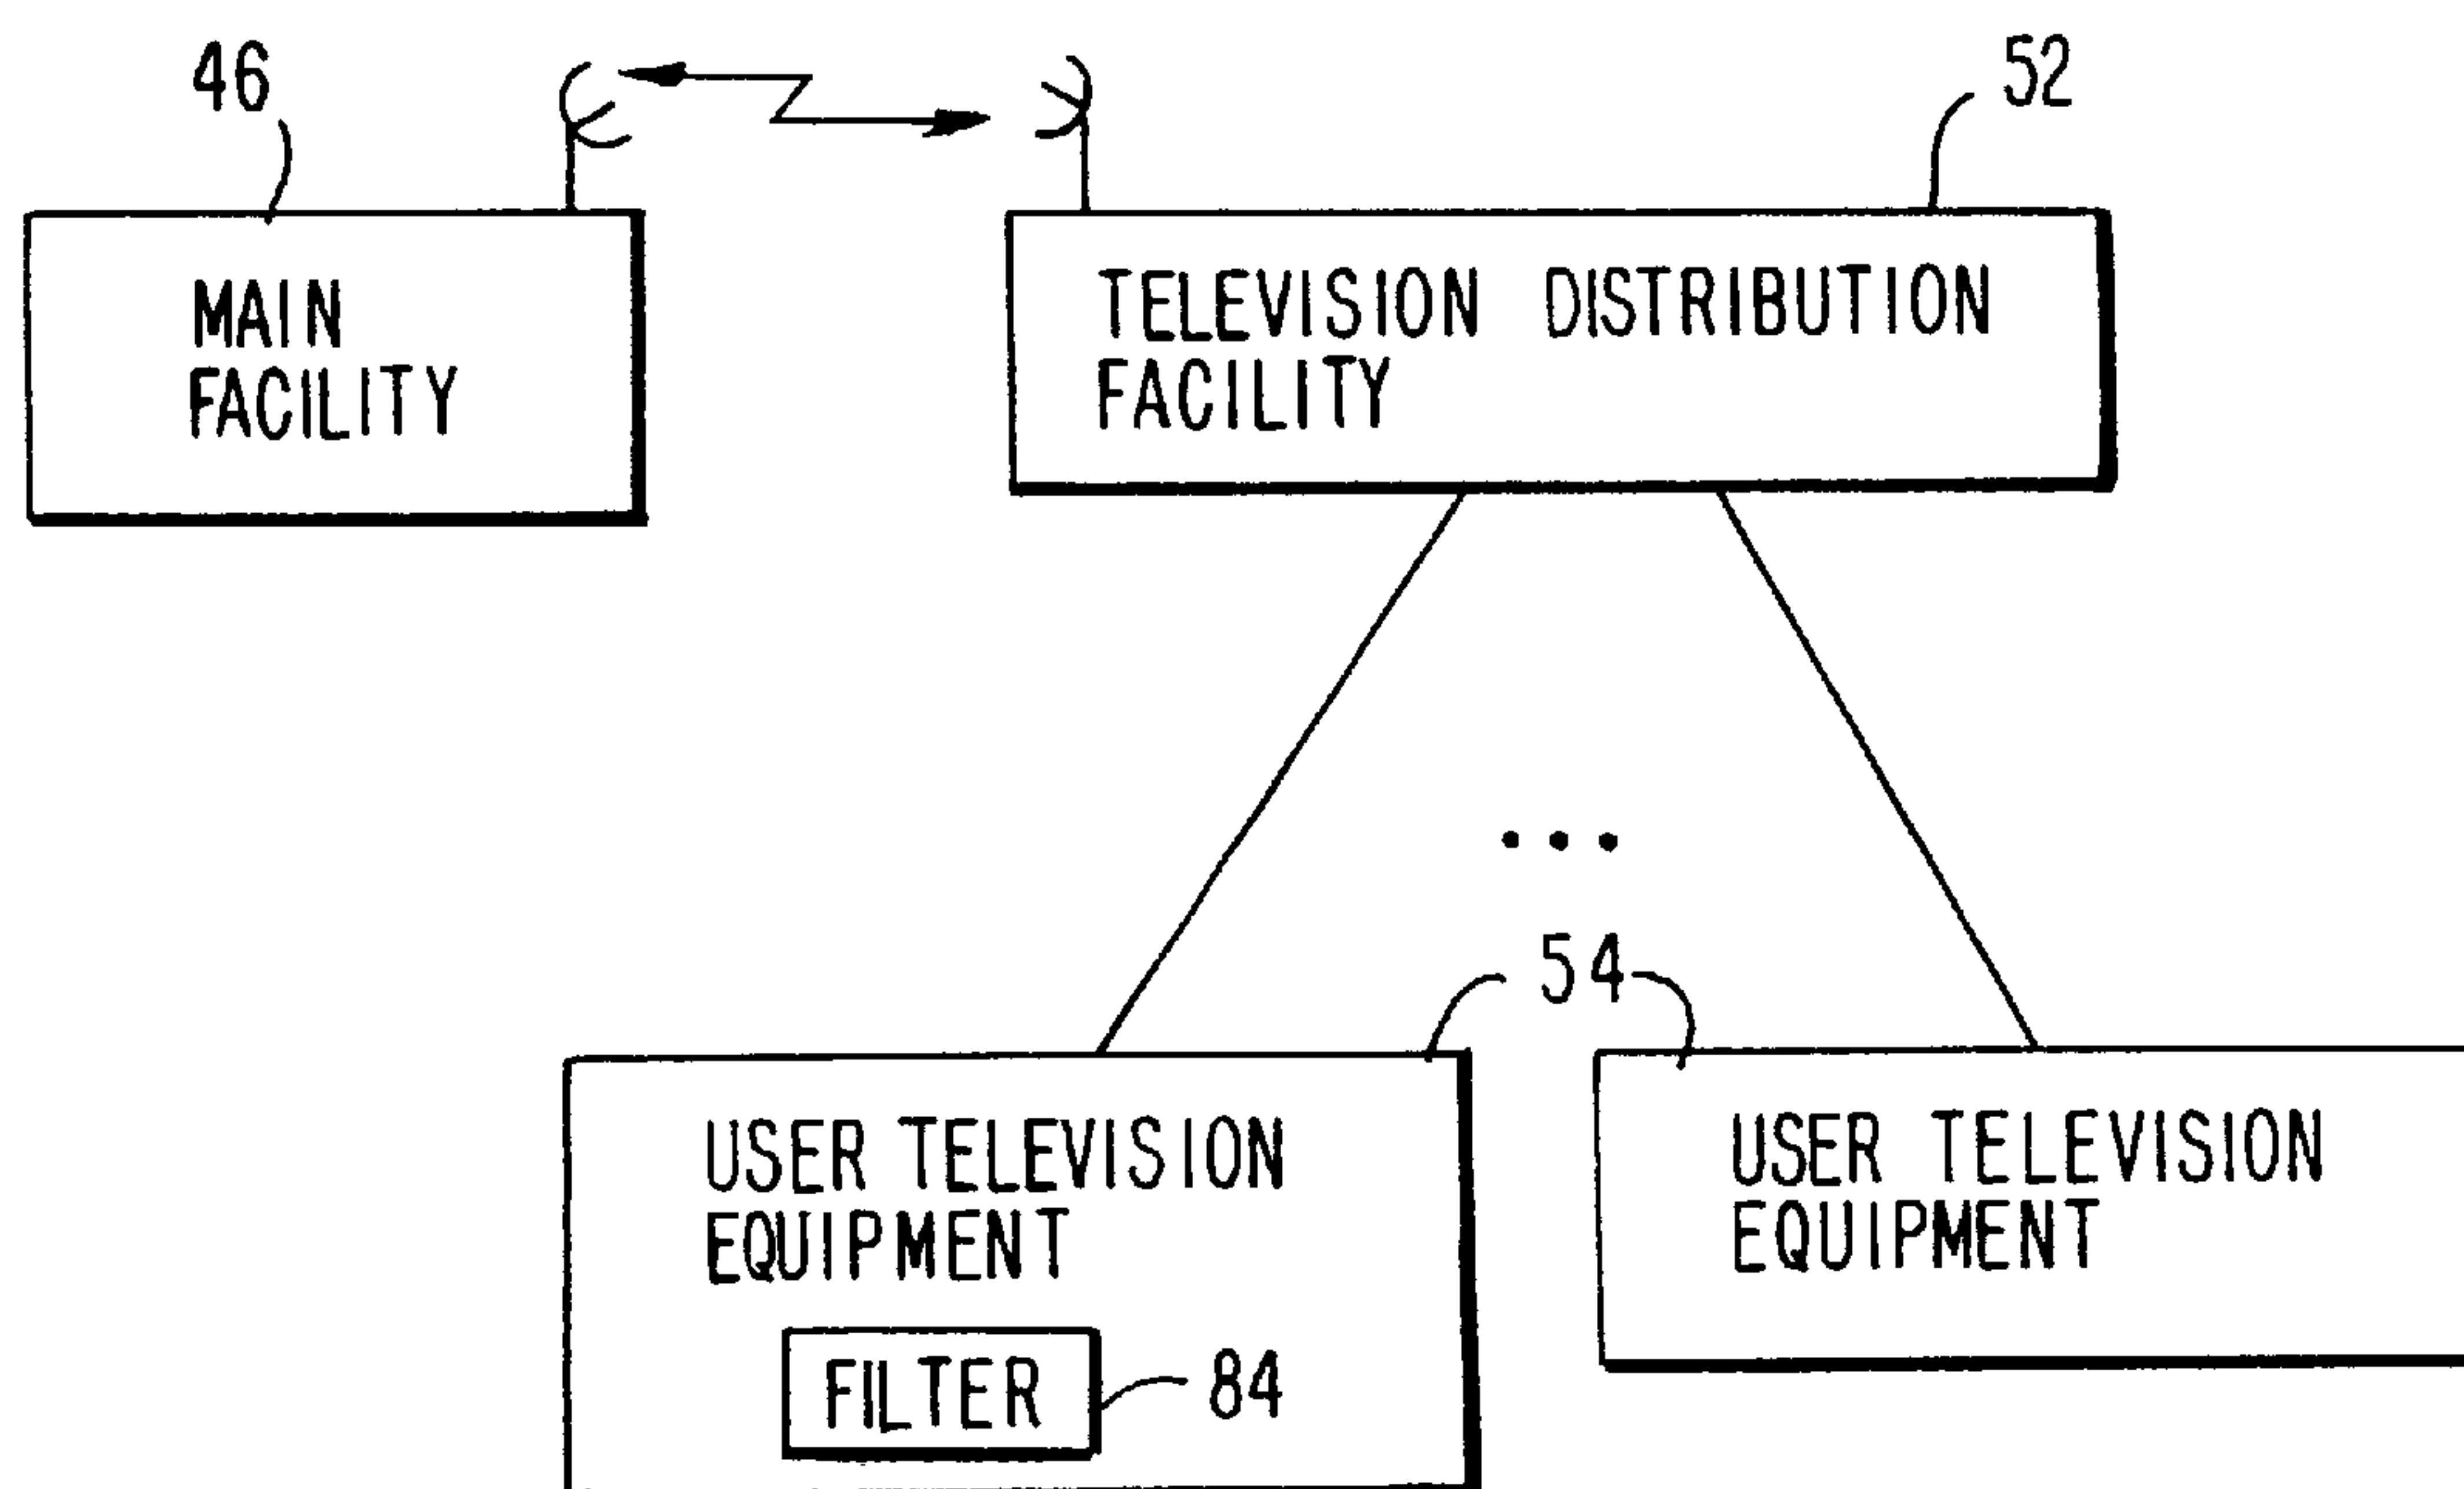 46
52
MAIN
FACILITY
TELEVISION DISTRIBUTION
FACILITY
54
USER TELEVISION
EQUIPMENT
FILTER
84
USER TELEVISION
EQUIPMENT